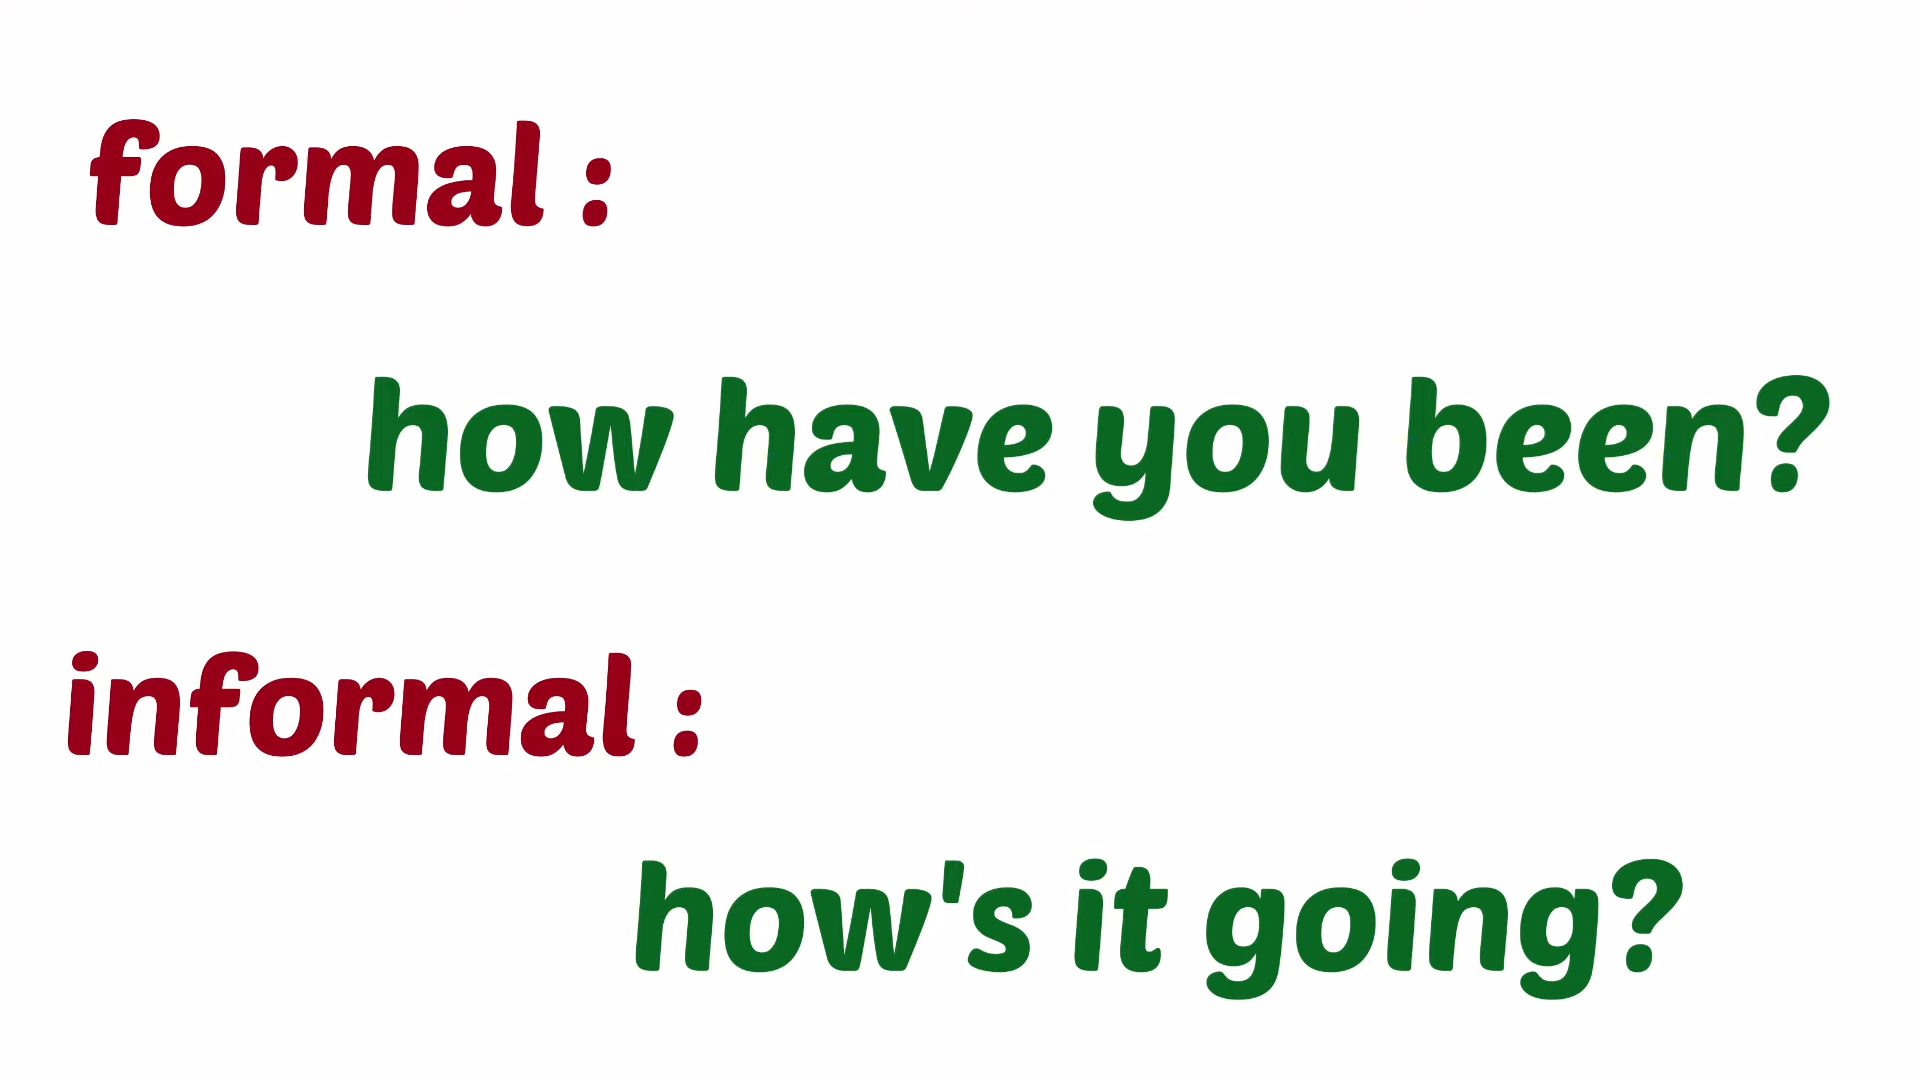 formal :
how have you been?
informal :
how's it going?